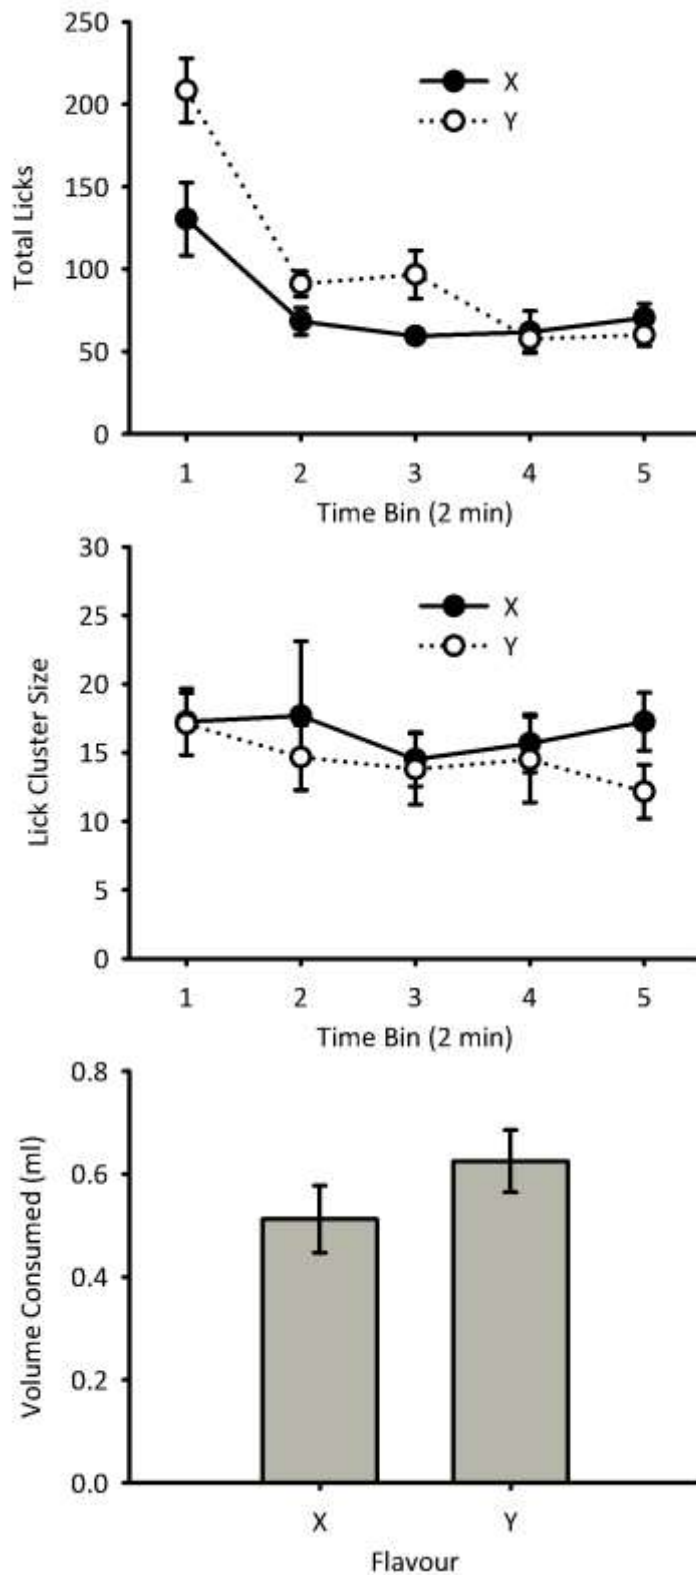 250
200
150
100
50
0
Total Licks
X
Y
1 2 3 4 5
Time Bin (2 min)
30
25
20
15
10
5
0
Lick Cluster Size
X
Y
1 2 3 4 5
Time Bin (2 min)
0.8
0.6
0.4
0.2
0.0
Volume Consumed (ml)
X Y
Flavour